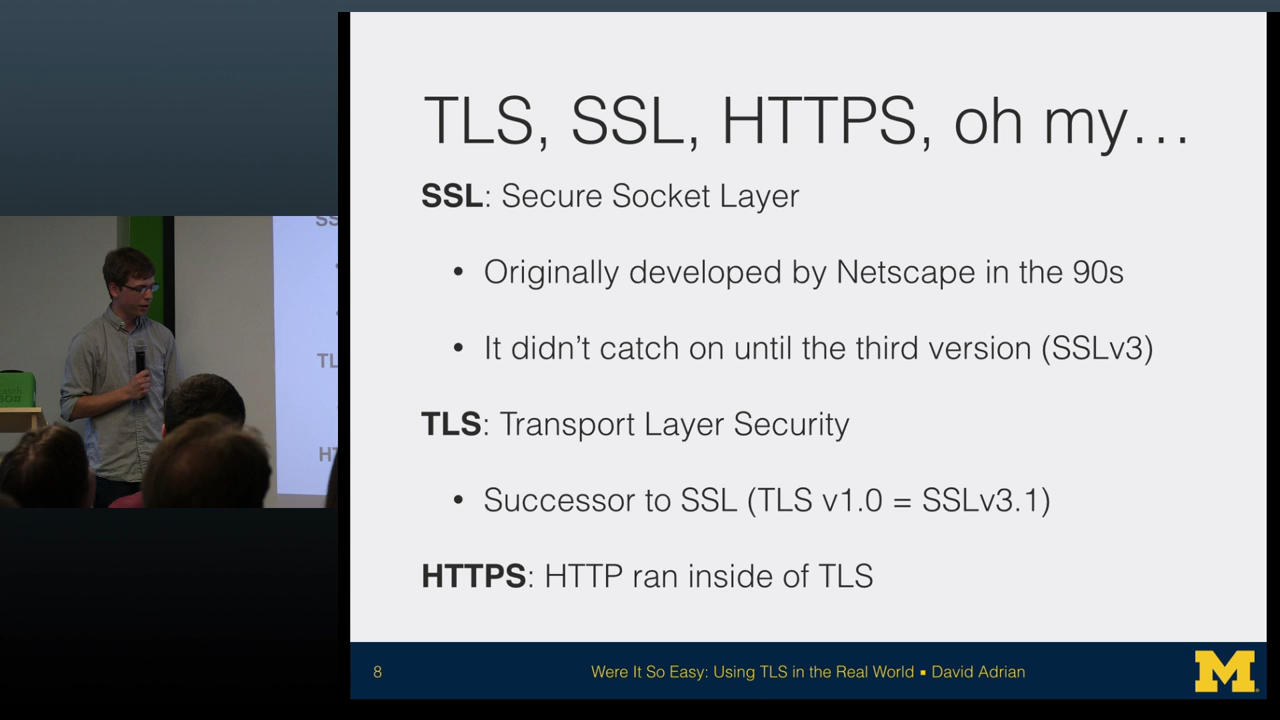 TLS, SSL, HTTPS, oh my…
SSL: Secure Socket Layer
• Originally developed by Netscape in the 90s
• It didn’t catch on until the third version (SSLv3)
TLS: Transport Layer Security
• Successor to SSL (TLS v1.0 = SSLv3.1)
HTTPS: HTTP ran inside of TLS
8
Were It So Easy: Using TLS in the Real World ▪ David Adrian
M